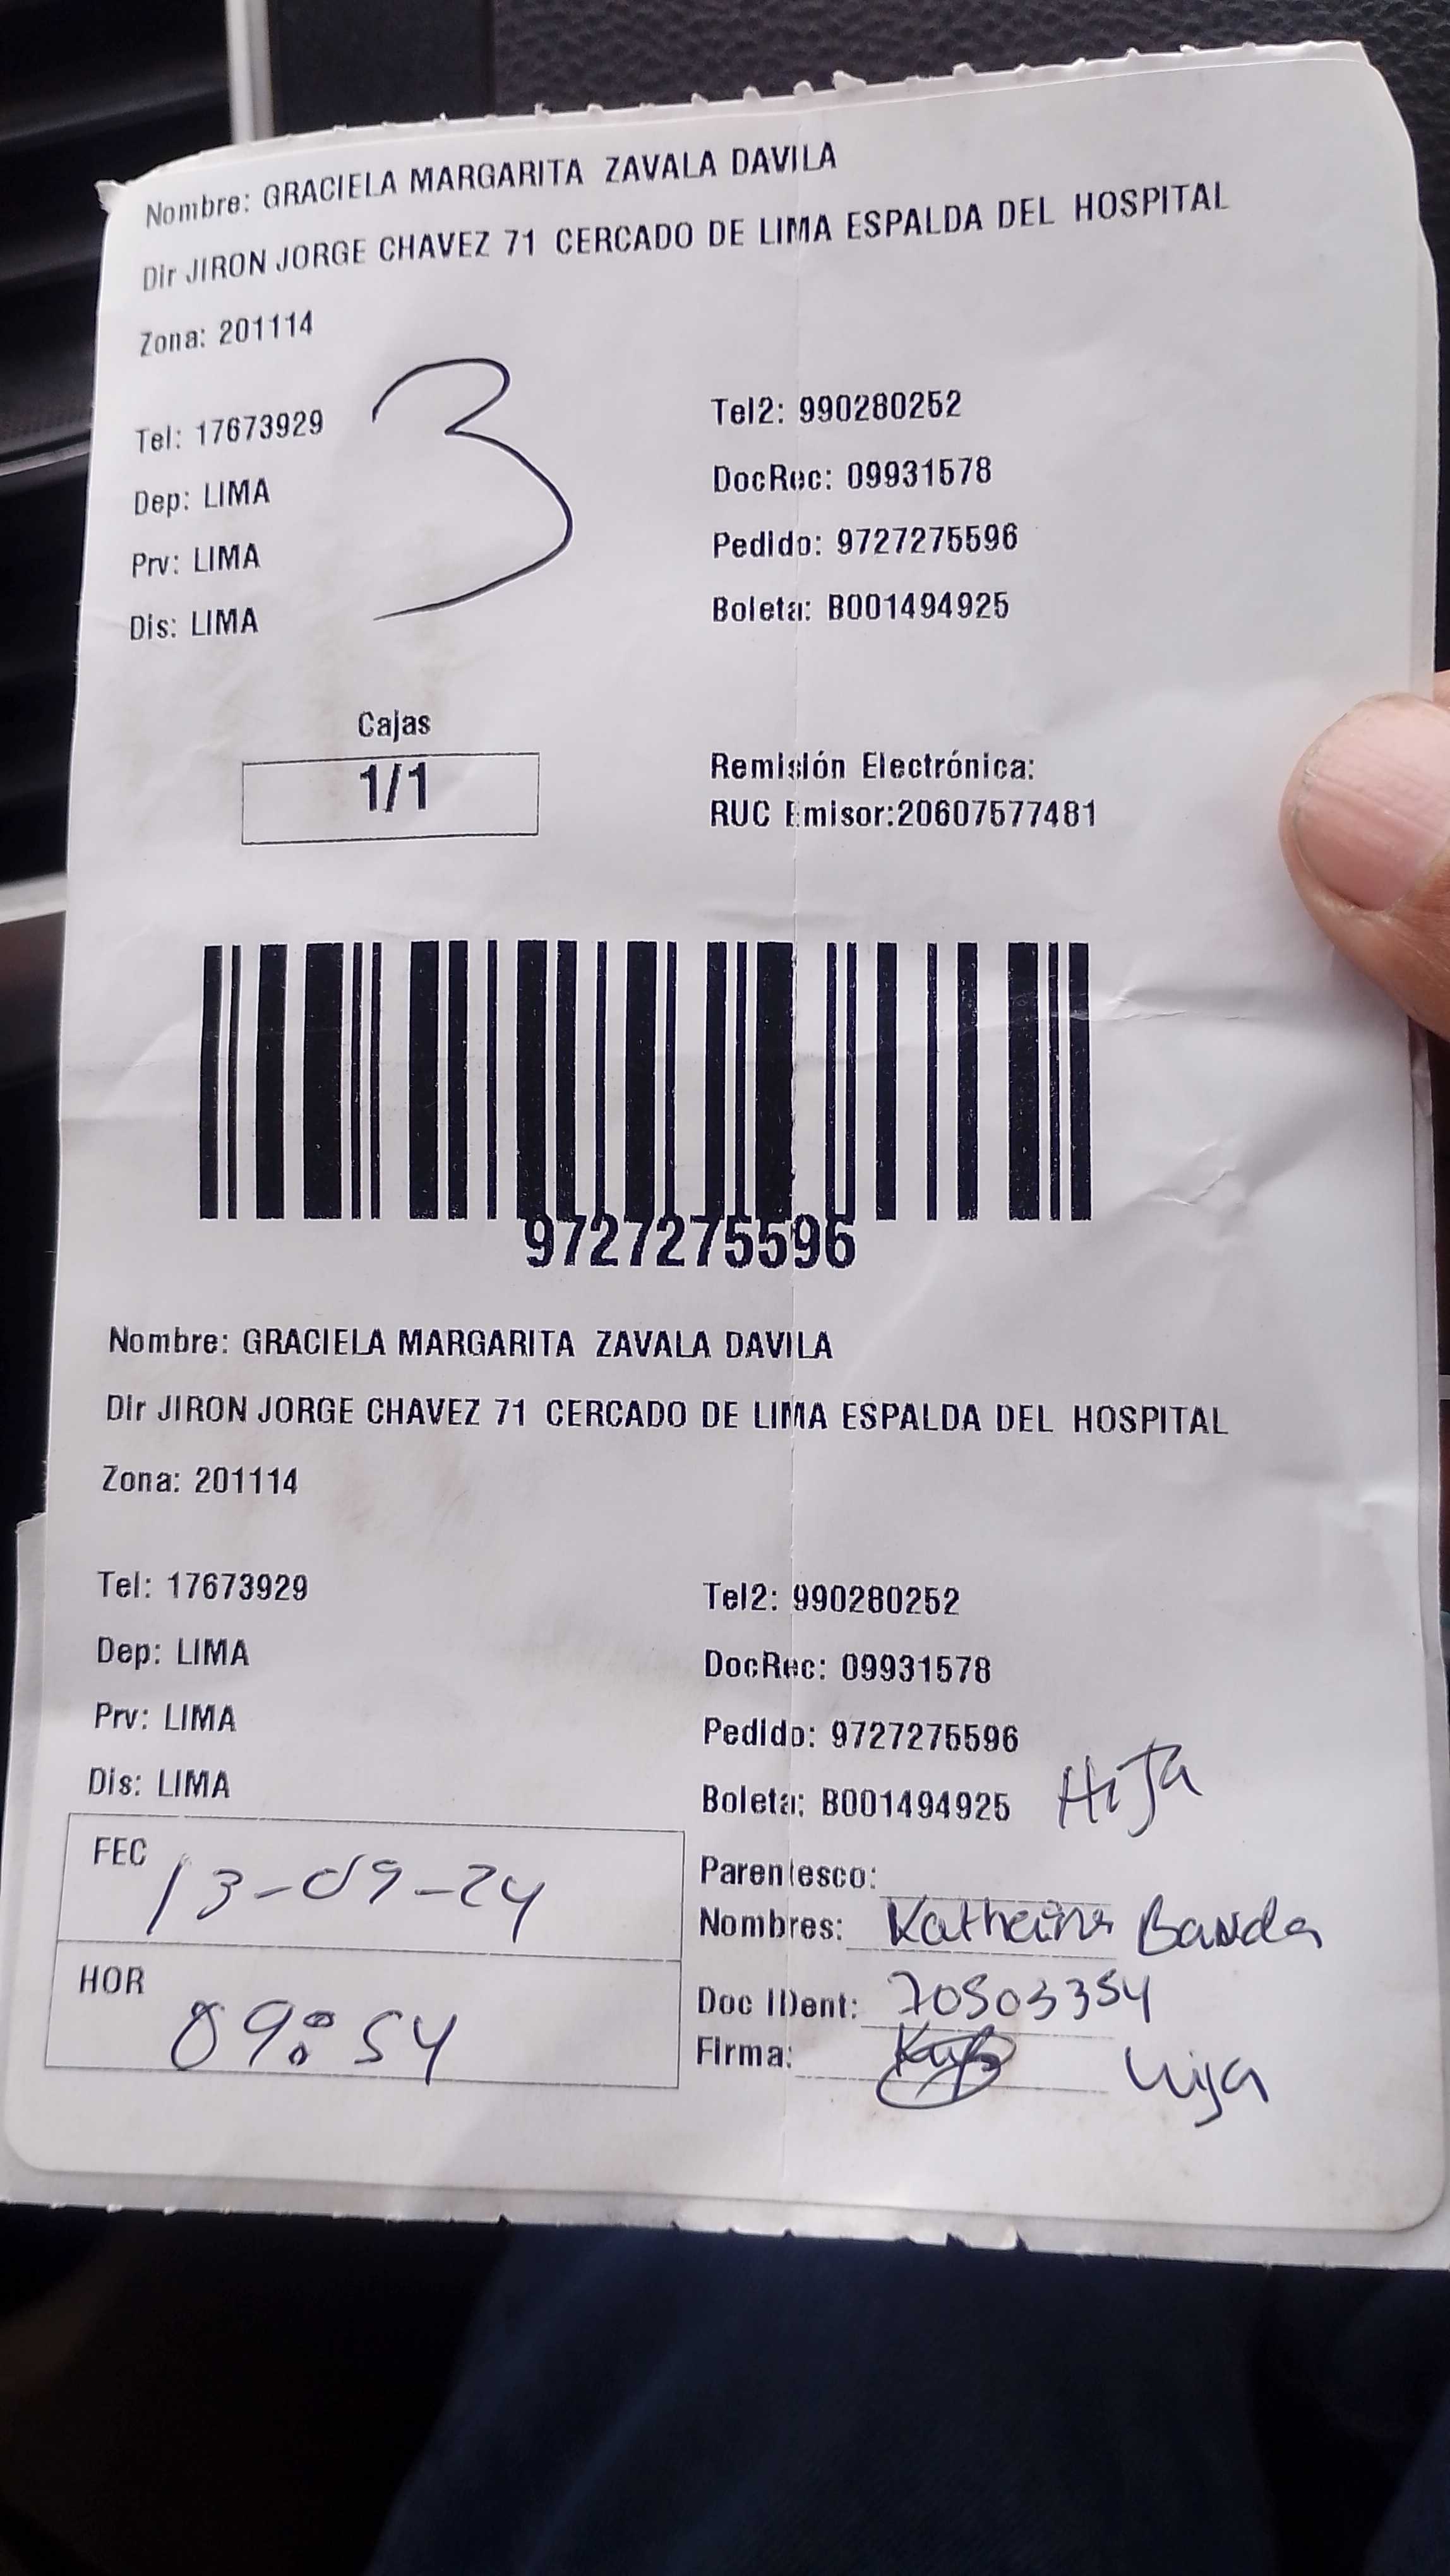 Nombre: GRACIELA MARGARITA ZAVALA DAVILA
Dir JIRON JORGE CHAVEZ 71 CERCADO DE LIMA ESPALDA DEL HOSPITAL
Zona: 201114
3
Tel: 17673929 Tel2: 990280252
Dep: LIMA DocRec: 09931578
Prv: LIMA Pedido: 9727275596
Dis: LIMA Boleta: B001494925
Cajas
1/1
Remisión Electrónica:
RUC Emisor:20607577481
9727275596
Nombre: GRACIELA MARGARITA ZAVALA DAVILA
Dir JIRON JORGE CHAVEZ 71 CERCADO DE LIMA ESPALDA DEL HOSPITAL
Zona: 201114
Tel: 17673929 Tel2: 990280252
Dep: LIMA DocRec: 09931578
Prv: LIMA Pedido: 9727275596
Dis: LIMA Boleta: B001494925 HiJa
FEC 13-09-24
Parentesco:
Nombres: Katherine Banda
HOR 09:54
Doc IDent: 70503354
Firma: hija